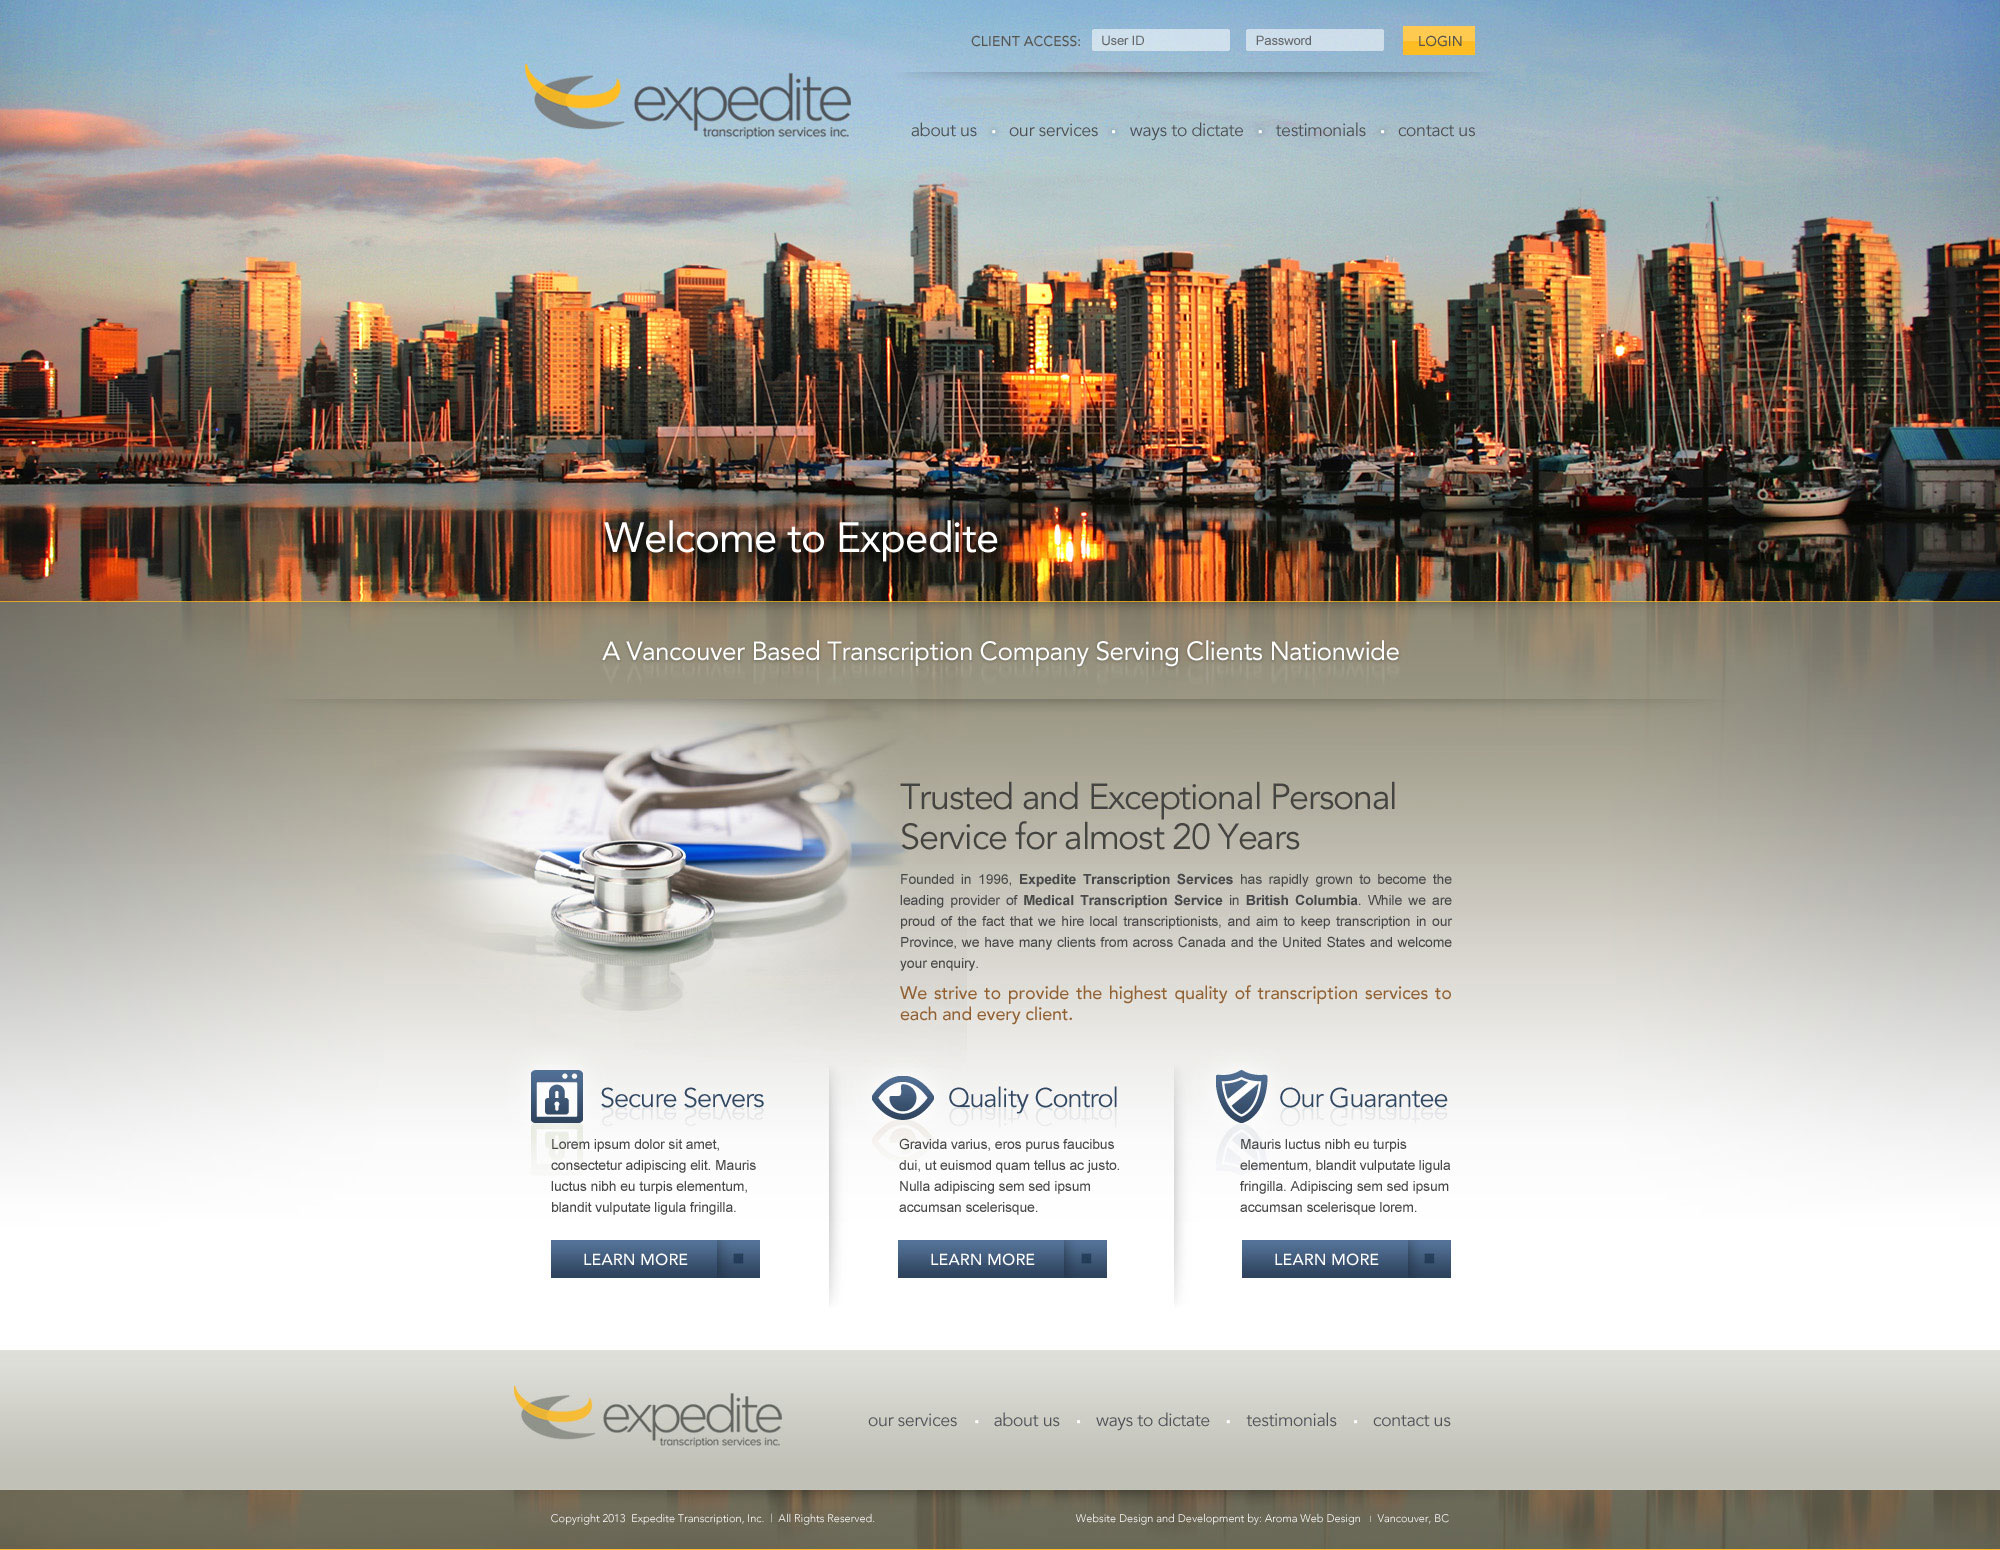 CLIENT ACCESS: User ID Password LOGIN
expedite
transcription services inc.
about us • our services • ways to dictate • testimonials • contact us
Welcome to Expedite
A Vancouver Based Transcription Company Serving Clients Nationwide
Trusted and Exceptional Personal
Service for almost 20 Years
Founded in 1996, Expedite Transcription Services has rapidly grown to become the
leading provider of Medical Transcription Service in British Columbia. While we are
proud of the fact that we hire local transcriptionists, and aim to keep transcription in our
Province, we have many clients from across Canada and the United States and welcome
your enquiry.
We strive to provide the highest quality of transcription services to
each and every client.
Secure Servers
Lorem ipsum dolor sit amet,
consectetur adipiscing elit. Mauris
luctus nibh eu turpis elementum,
blandit vulputate ligula fringilla.
LEARN MORE
Quality Control
Gravida varius, eros purus faucibus
dui, ut euismod quam tellus ac justo.
Nulla adipiscing sem sed ipsum
accumsan scelerisque.
LEARN MORE
Our Guarantee
Mauris luctus nibh eu turpis
elementum, blandit vulputate ligula
fringilla. Adipiscing sem sed ipsum
accumsan scelerisque lorem.
LEARN MORE
expedite
transcription services inc.
our services • about us • ways to dictate • testimonials • contact us
Copyright 2013 Expedite Transcription, Inc. | All Rights Reserved.
Website Design and Development by: Aroma Web Design | Vancouver, BC